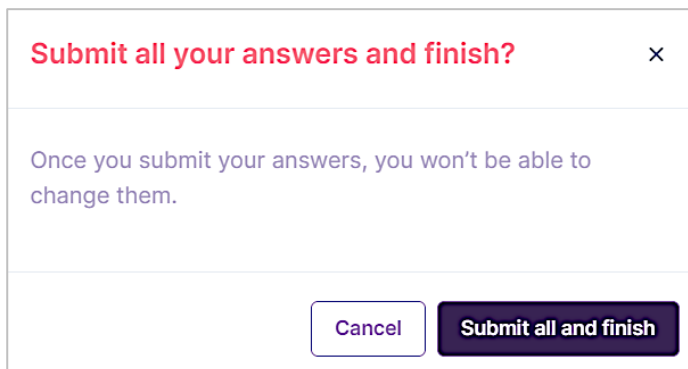 Submit all your answers and finish?
×
Once you submit your answers, you won’t be able to
change them.
Cancel
Submit all and finish